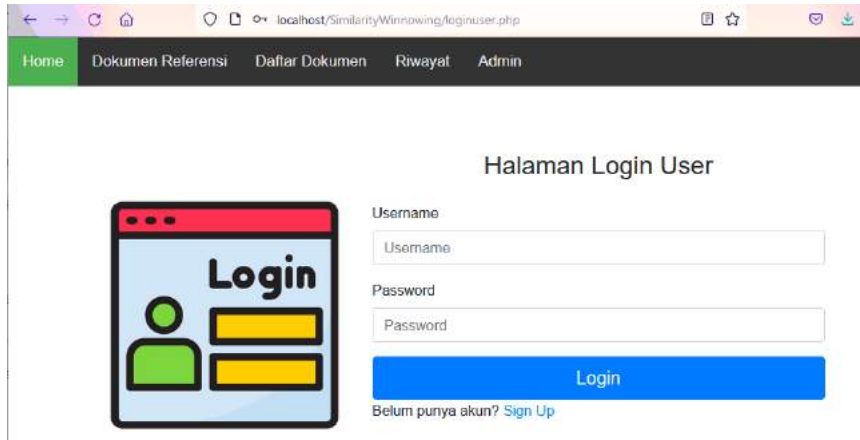 localhost/SimilarityWinnowing/loginuser.php
Home Dokumen Referensi Daftar Dokumen Riwayat Admin
Halaman Login User
Username
Username
Login
Password
Password
Login
Belum punya akun? Sign Up